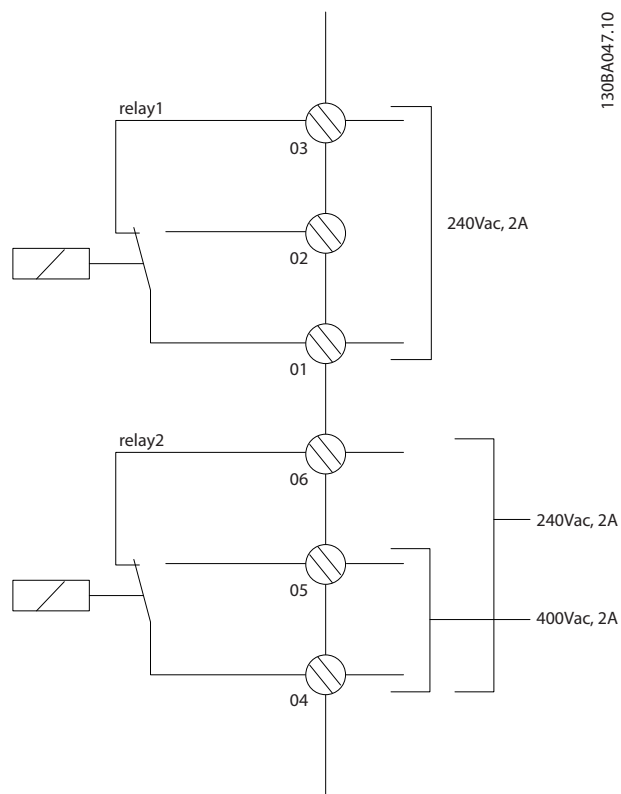 130BA047.10
relay1
03
240Vac, 2A
02
01
relay2
06
240Vac, 2A
05
400Vac, 2A
04